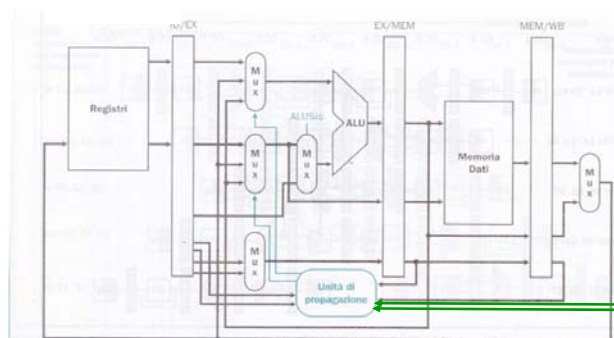 ID/EX
EX/MEM
MEM/WB
Registri
M
u
x
ALUSrc
ALU
M
u
x
M
u
x
Memoria
Dati
M
u
x
M
u
x
Unità di
propagazione